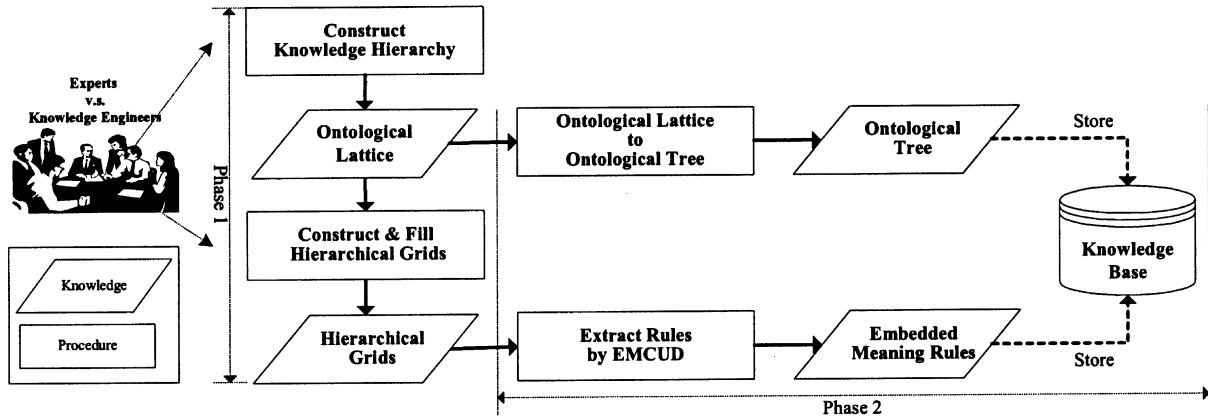 Experts
v.s.
Knowledge Engineers
Knowledge
Procedure
Phase 1
Construct
Knowledge Hierarchy
Ontological
Lattice
Construct & Fill
Hierarchical Grids
Hierarchical
Grids
Ontological Lattice
to
Ontological Tree
Ontological
Tree
Store
Knowledge
Base
Extract Rules
by EMCUD
Embedded
Meaning Rules
Store
Phase 2